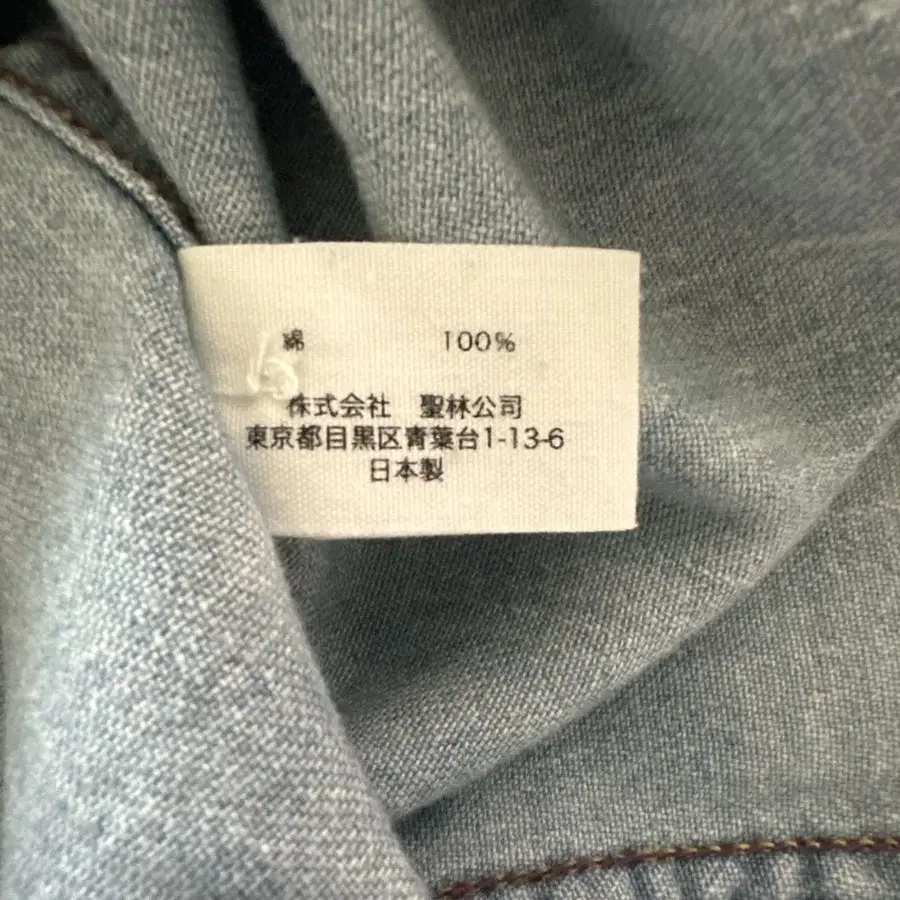 綿 100%
株式会社 聖林公司
東京都目黒区青葉台1-13-6
日本製